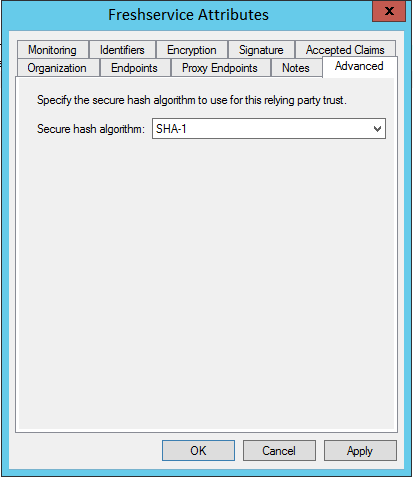 Freshservice Attributes
x
Monitoring Identifiers Encryption Signature Accepted Claims
Organization Endpoints Proxy Endpoints Notes Advanced
Specify the secure hash algorithm to use for this relying party trust.
Secure hash algorithm: SHA-1
OK Cancel Apply